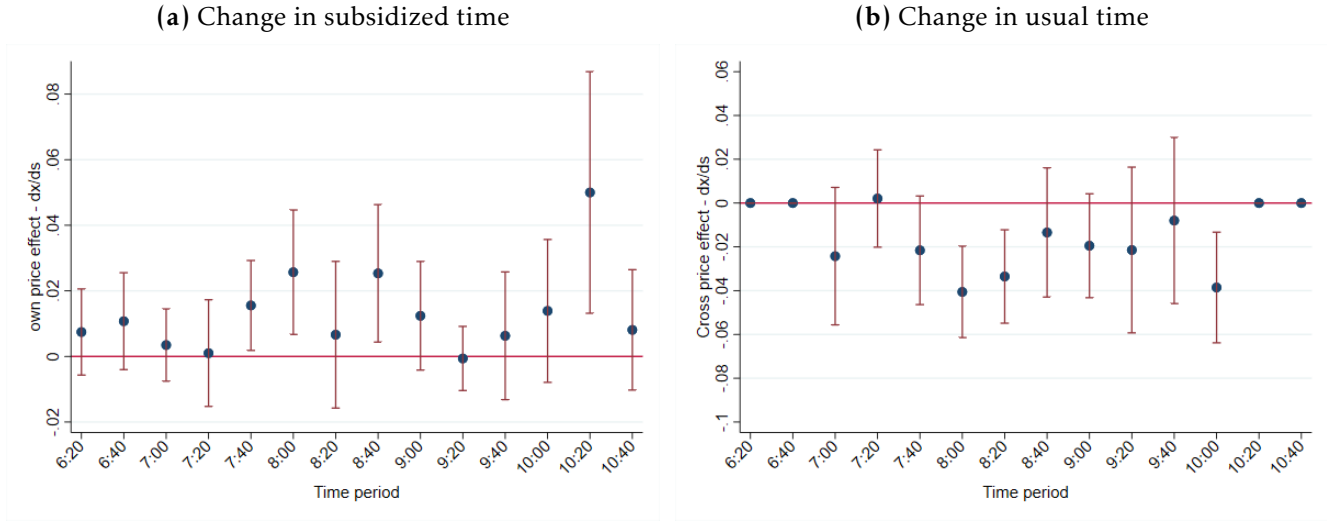 (a) Change in subsidized time
own price effect - dx/ds
.08
.06
.04
.02
0
-.02
6:20 6:40 7:00 7:20 7:40 8:00 8:20 8:40 9:00 9:20 9:40 10:00 10:20 10:40
Time period
(b) Change in usual time
Cross price effect - dx/ds
.06
.04
.02
0
-.02
-.04
-.06
-.08
-.1
6:20 6:40 7:00 7:20 7:40 8:00 8:20 8:40 9:00 9:20 9:40 10:00 10:20 10:40
Time period